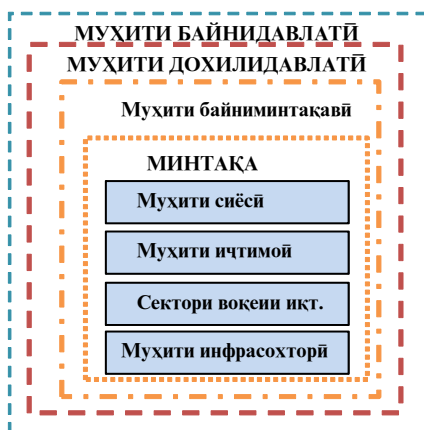 МУҲИТИ БАЙНИДАВЛАТӢ
МУҲИТИ ДОХИЛИДАВЛАТӢ
Муҳити байниминтақавӣ
МИНТАҚА
Муҳити сиёсӣ
Муҳити иҷтимоӣ
Сектори воқеии иқт.
Муҳити инфрасохторӣ